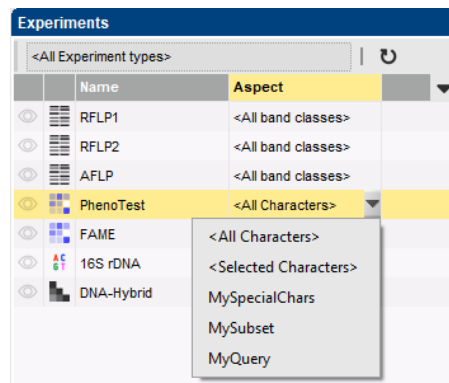 Experiments
<All Experiment types>
Name Aspect
RFLP1 <All band classes>
RFLP2 <All band classes>
AFLP <All band classes>
PhenoTest <All Characters>
FAME
16S rDNA
DNA-Hybrid
<All Characters>
<Selected Characters>
MySpecialChars
MySubset
MyQuery